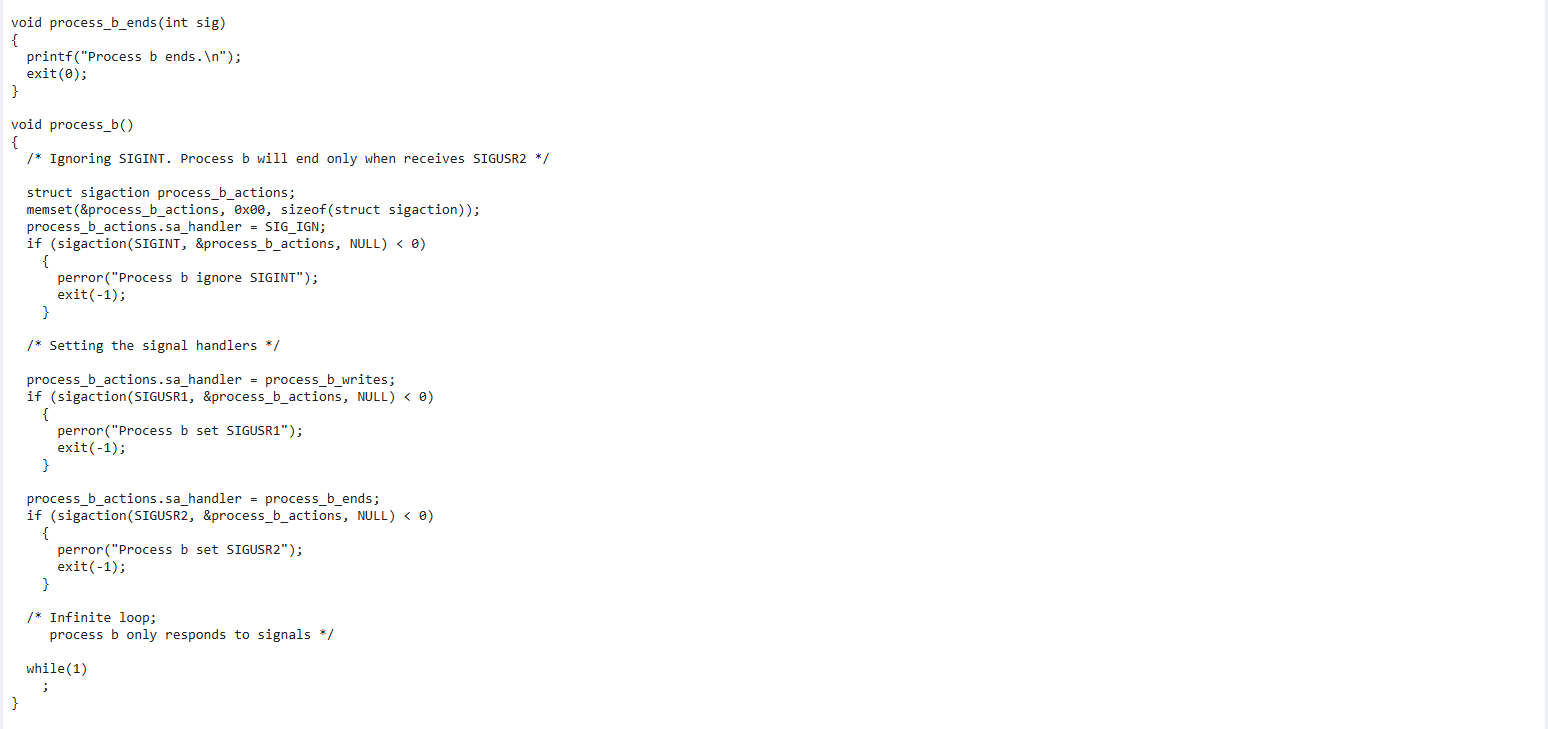 void process_b_ends(int sig)
{
  printf("Process b ends.\n");
  exit(0);
}

void process_b()
{
  /* Ignoring SIGINT. Process b will end only when receives SIGUSR2 */

  struct sigaction process_b_actions;
  memset(&process_b_actions, 0x00, sizeof(struct sigaction));
  process_b_actions.sa_handler = SIG_IGN;
  if (sigaction(SIGINT, &process_b_actions, NULL) < 0)
    {
      perror("Process b ignore SIGINT");
      exit(-1);
    }

  /* Setting the signal handlers */

  process_b_actions.sa_handler = process_b_writes;
  if (sigaction(SIGUSR1, &process_b_actions, NULL) < 0)
    {
      perror("Process b set SIGUSR1");
      exit(-1);
    }

  process_b_actions.sa_handler = process_b_ends;
  if (sigaction(SIGUSR2, &process_b_actions, NULL) < 0)
    {
      perror("Process b set SIGUSR2");
      exit(-1);
    }

  /* Infinite loop;
     process b only responds to signals */

  while(1)
    ;
}